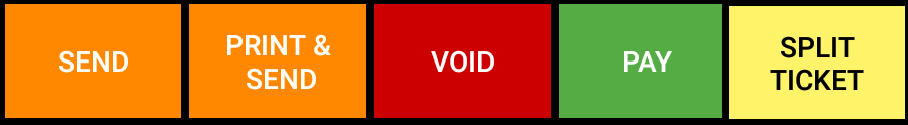 SEND
PRINT &
SEND
VOID
PAY
SPLIT
TICKET